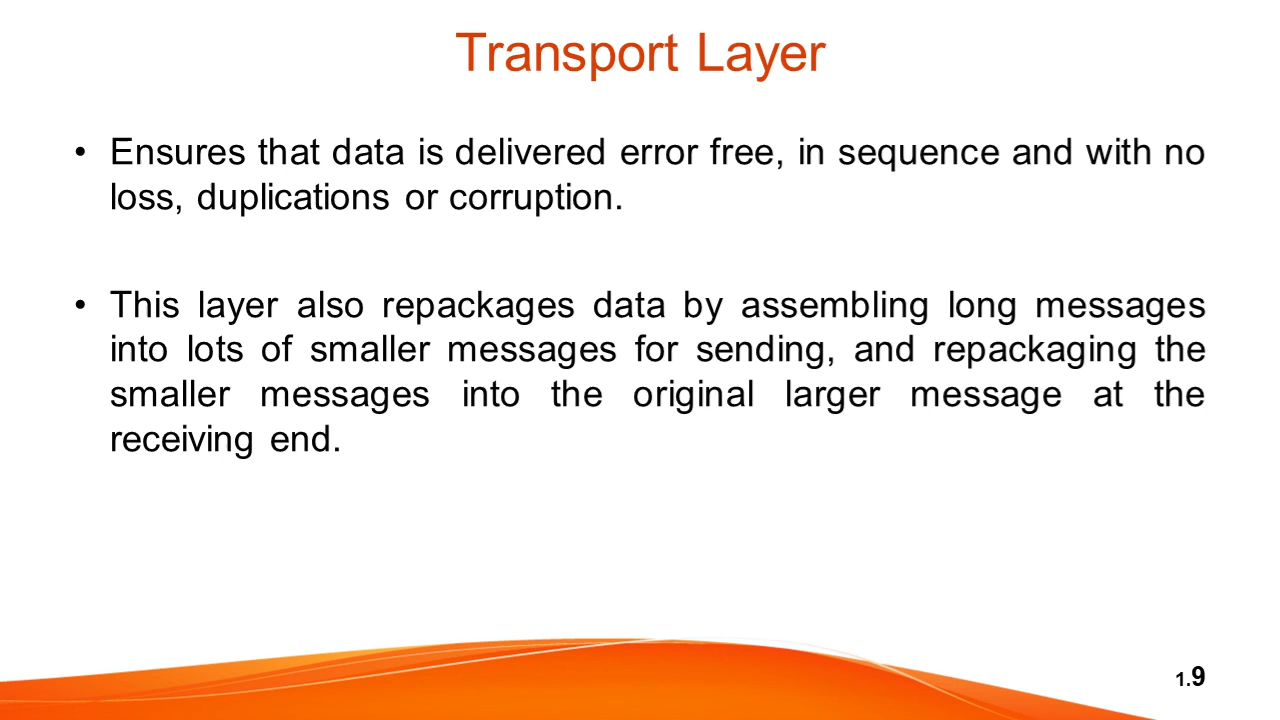 Transport Layer
• Ensures that data is delivered error free, in sequence and with no
loss, duplications or corruption.
• This layer also repackages data by assembling long messages
into lots of smaller messages for sending, and repackaging the
smaller messages into the original larger message at the
receiving end.
1.9